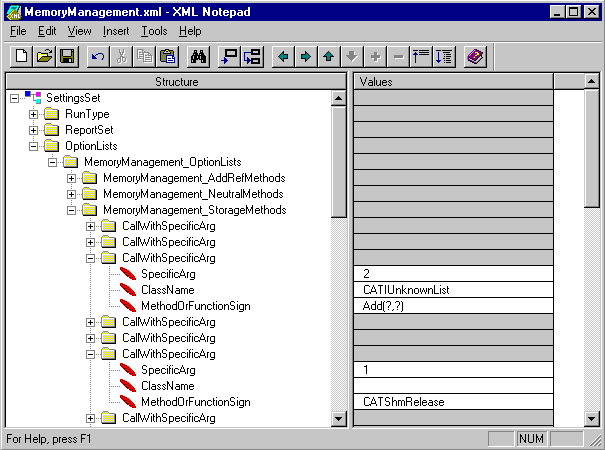 MemoryManagement.xml - XML Notepad
File Edit View Insert Tools Help
Structure Values
SettingsSet
RunType
ReportSet
OptionLists
MemoryManagement_OptionLists
MemoryManagement_AddRefMethods
MemoryManagement_NeutralMethods
MemoryManagement_StorageMethods
CallWithSpecificArg
CallWithSpecificArg
CallWithSpecificArg
SpecificArg 2
ClassName CATIUnknownList
MethodOrFunctionSign Add(?,?)
CallWithSpecificArg
CallWithSpecificArg
CallWithSpecificArg
SpecificArg 1
ClassName
MethodOrFunctionSign CATShmRelease
CallWithSpecificArg
For Help, press F1 NUM